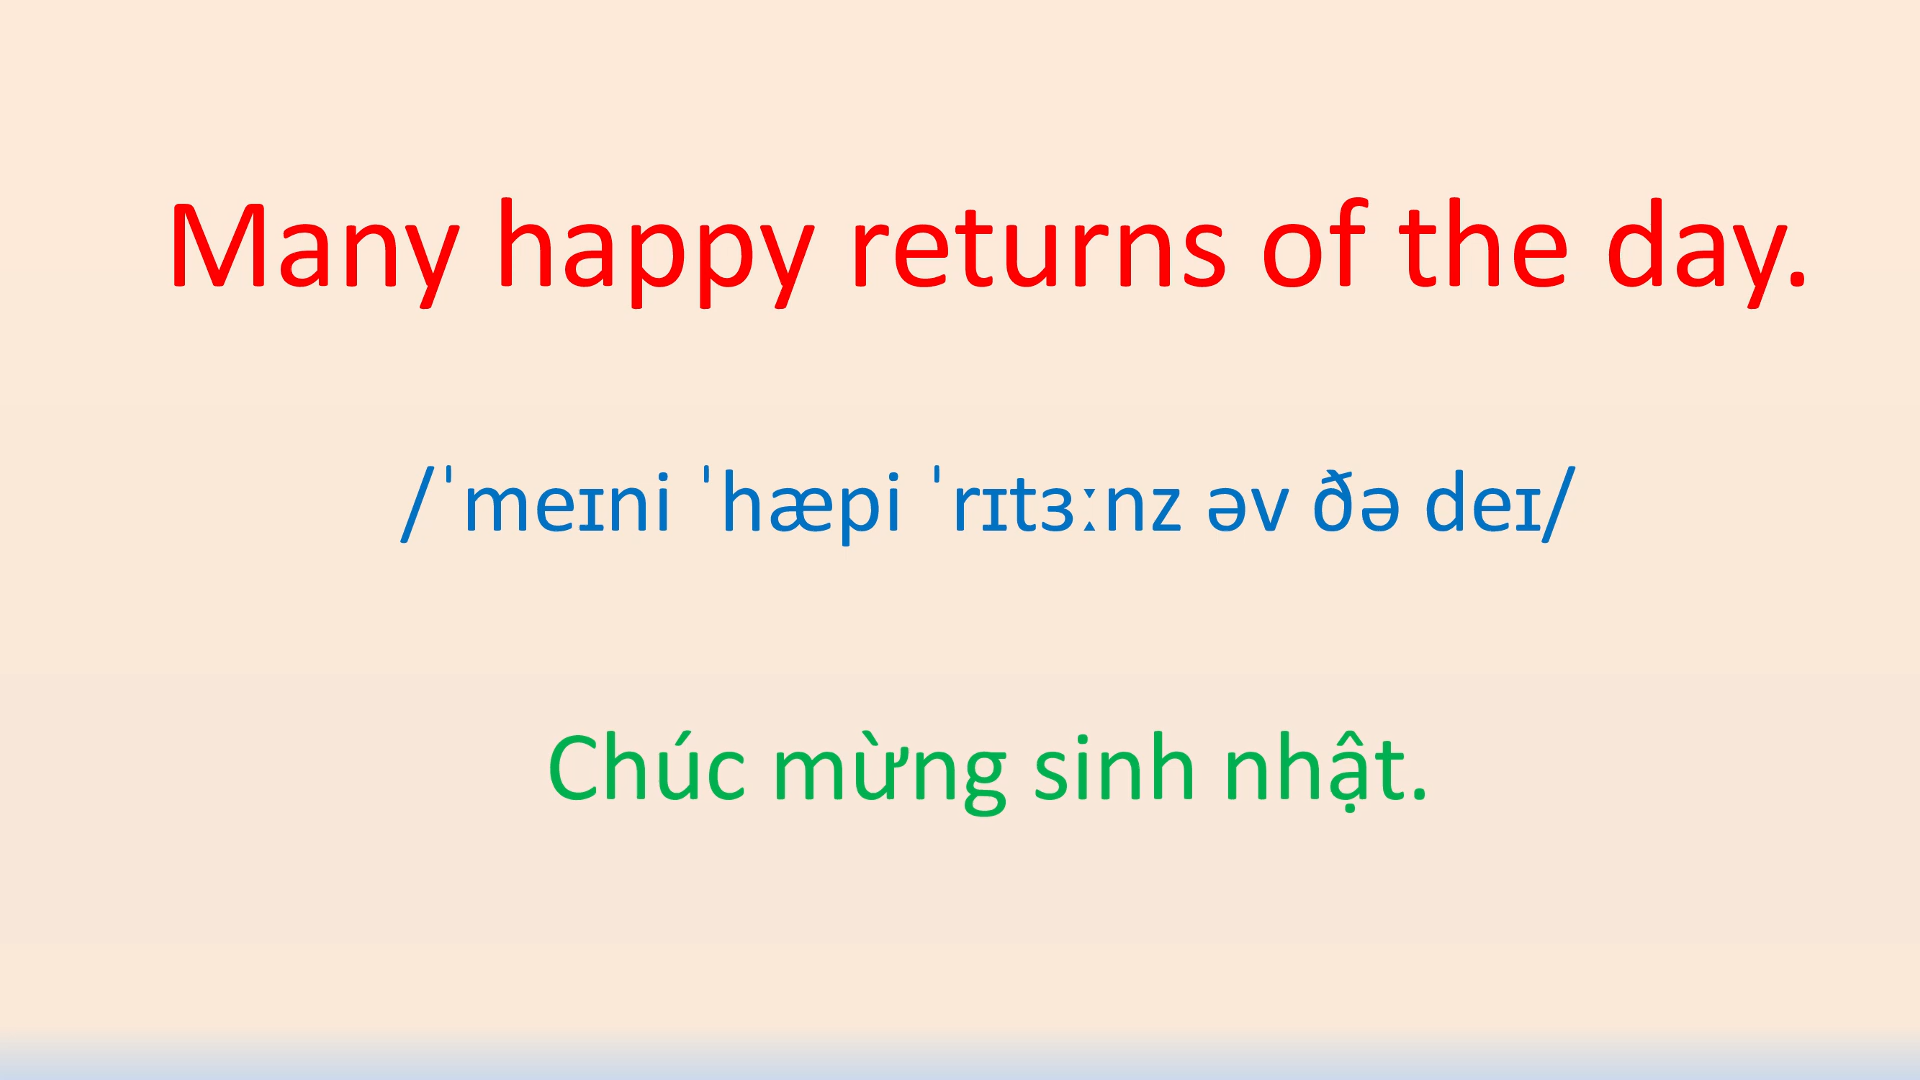 Many happy returns of the day.
/ˈmeɪni ˈhæpi ˈrɪtɜːnz əv ðə deɪ/
Chúc mừng sinh nhật.